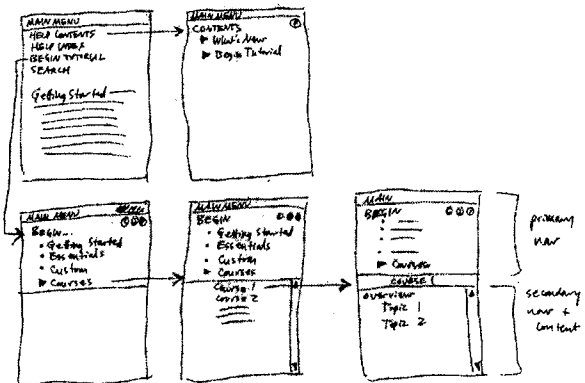 MAIN MENU
HELP CONTENTS
HELP INDEX
BEGIN TUTORIAL
SEARCH
Getting Started
MAIN MENU
CONTENTS
What's New
Begin Tutorial
MAIN MENU
BEGIN...
Getting Started
Essentials
Custom
Courses
MAIN MENU
BEGIN
Getting Started
Essentials
Custom
Courses
Course 1
Course 2
MAIN
BEGIN
Courses
COURSE 1
Overview
Topic 1
Topic 2
primary
nav
secondary
nav +
content